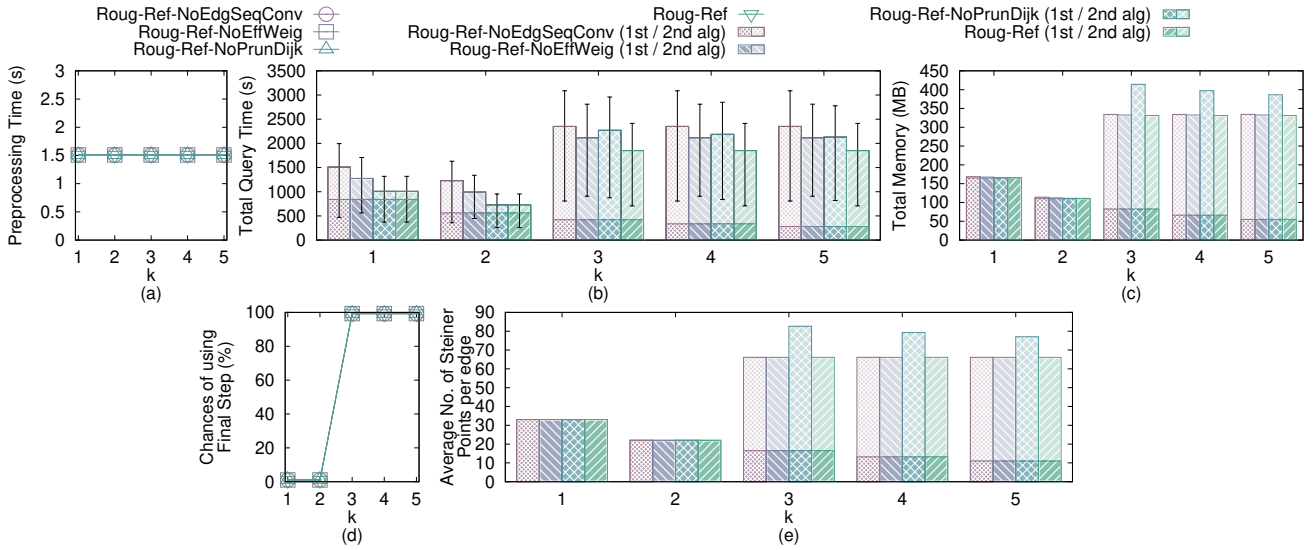 Roug-Ref-NoEdgSeqConv
Roug-Ref-NoEffWeig
Roug-Ref-NoPrunDijk
Roug-Ref
Roug-Ref-NoEdgSeqConv (1st / 2nd alg)
Roug-Ref-NoEffWeig (1st / 2nd alg)
Roug-Ref-NoPrunDijk (1st / 2nd alg)
Roug-Ref (1st / 2nd alg)
Preprocessing Time (s)
3
2.5
2
1.5
1
0.5
0
1 2 3 4 5
k
(a)
Total Query Time (s)
3500
3000
2500
2000
1500
1000
500
0
1 2 3 4 5
k
(b)
Total Memory (MB)
450
400
350
300
250
200
150
100
50
0
1 2 3 4 5
k
(c)
Chances of using
Final Step (%)
100
80
60
40
20
0
1 2 3 4 5
k
(d)
Average No. of Steiner
Points per edge
90
80
70
60
50
40
30
20
10
0
1 2 3 4 5
k
(e)